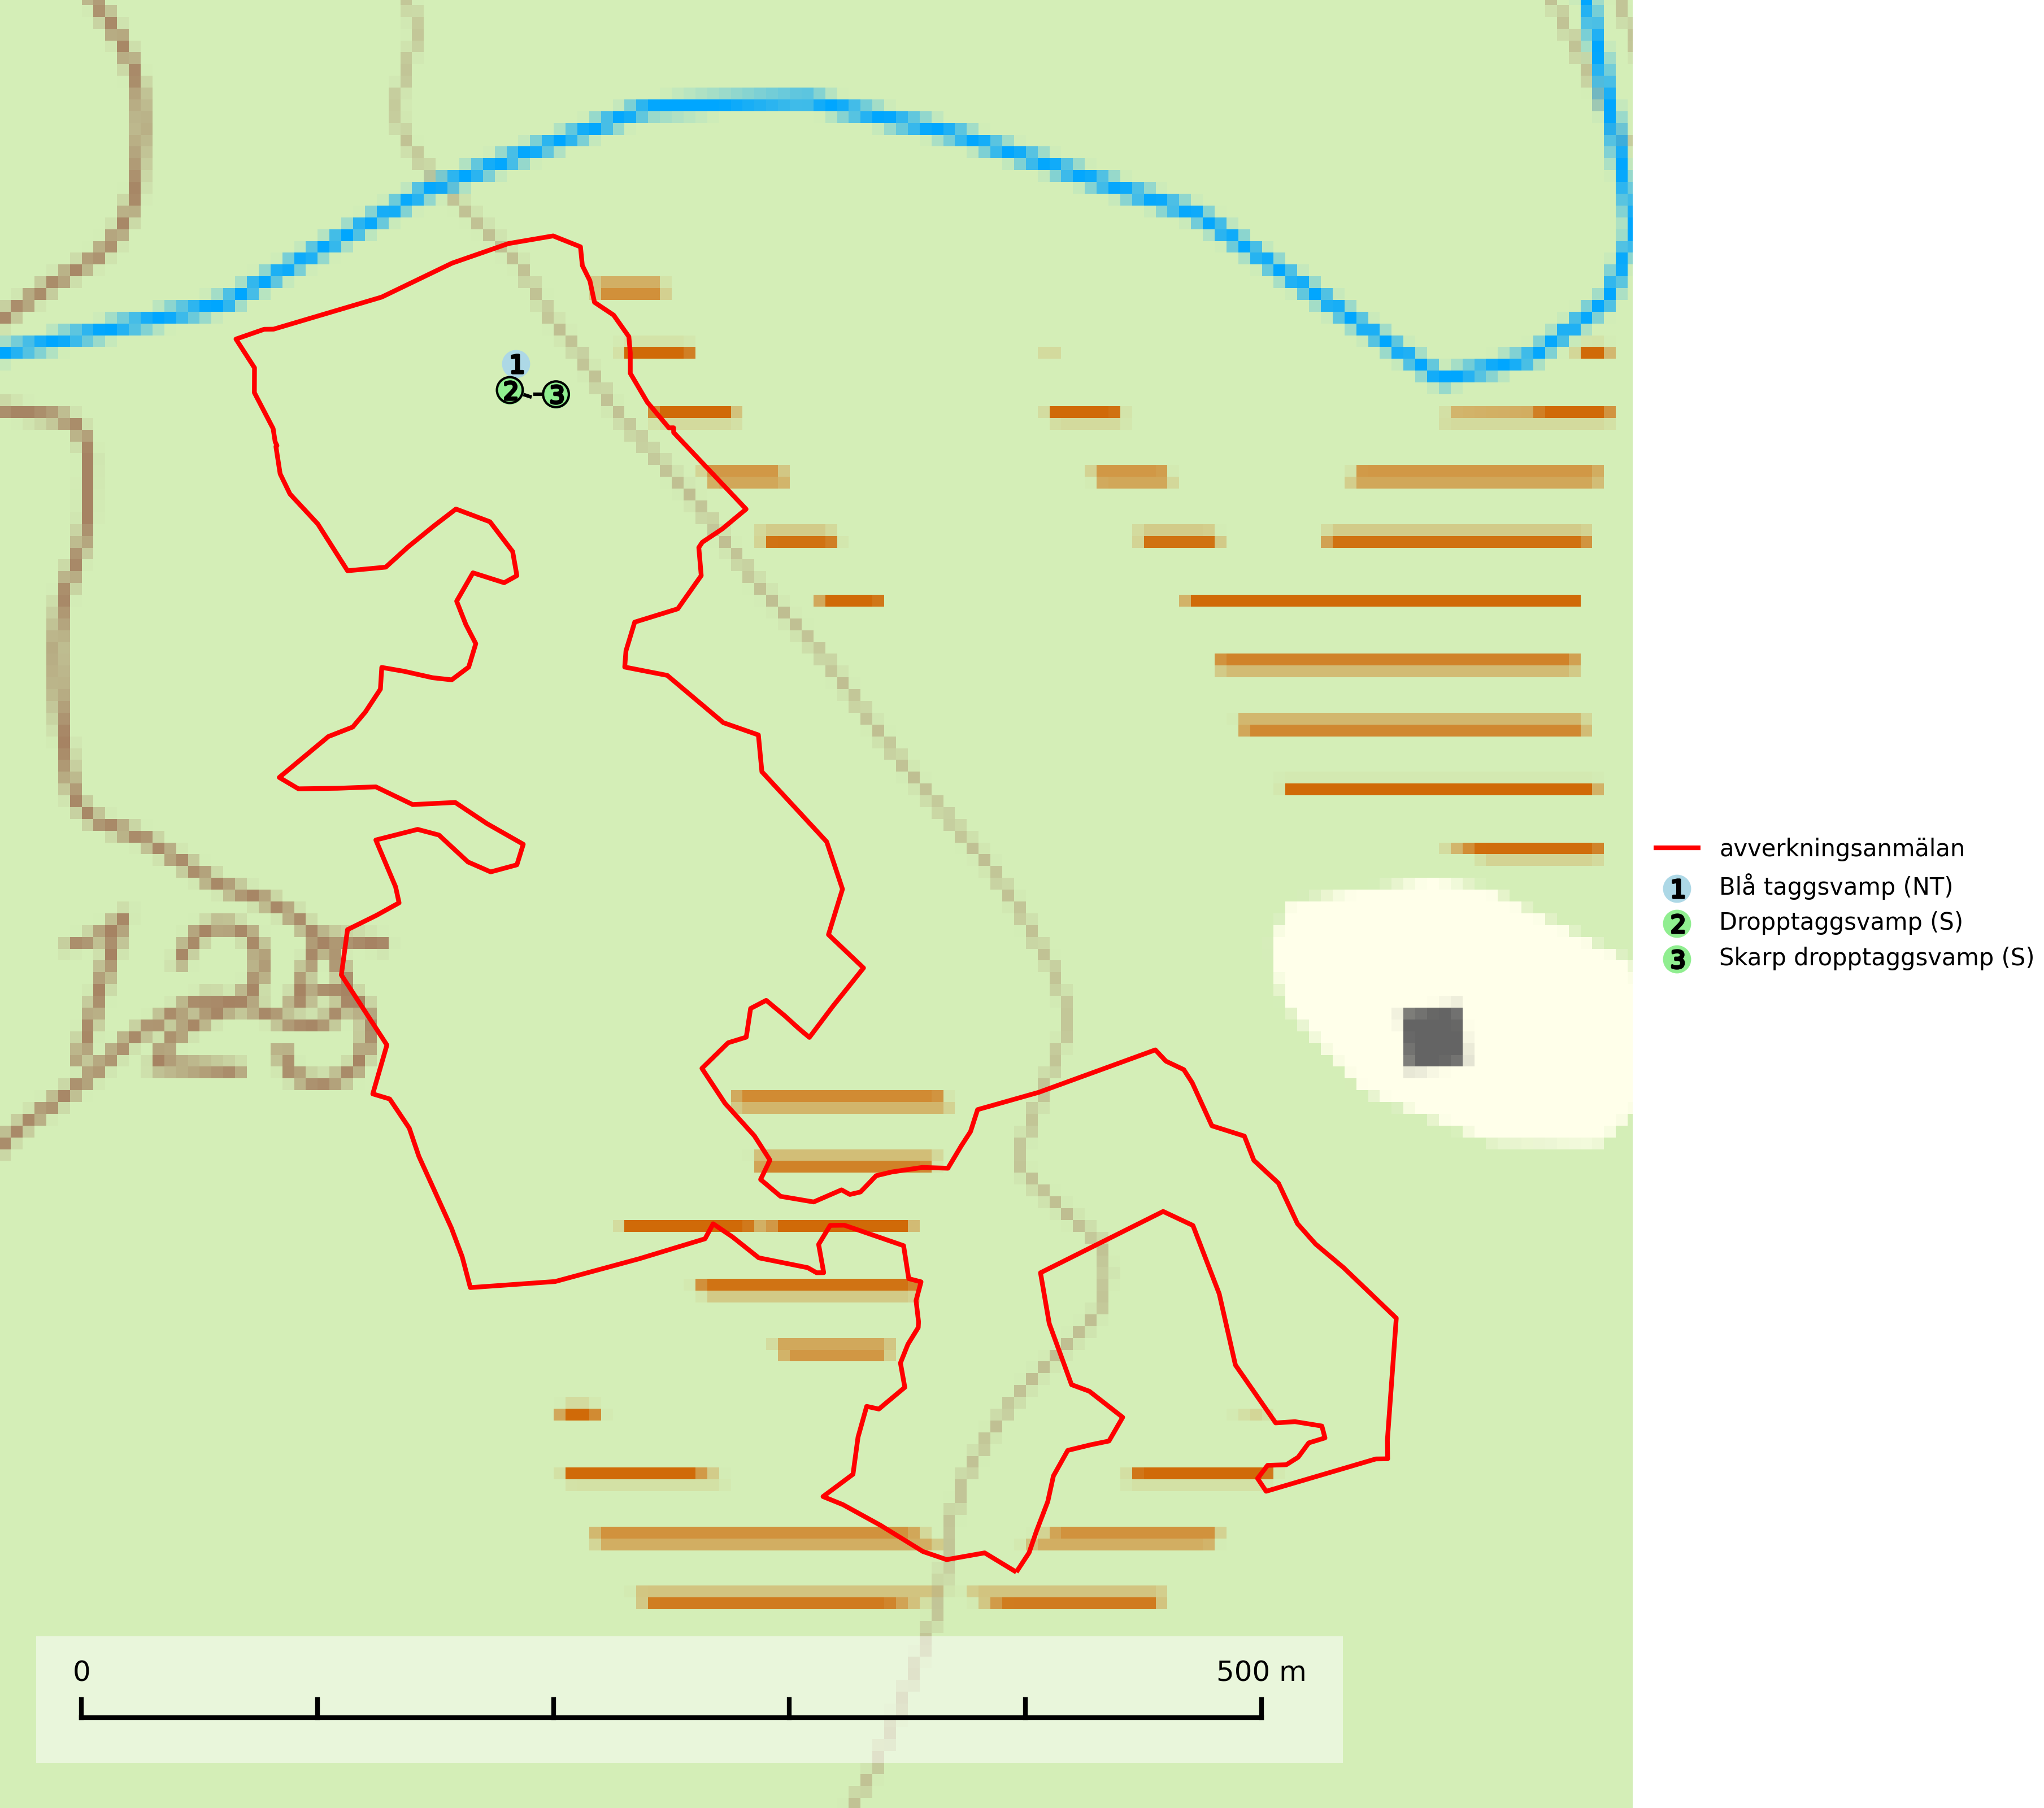 1
2
3
125
avverkningsanmälan
1 Blå taggsvamp (NT)
2 Dropptaggsvamp (S)
3 Skarp dropptaggsvamp (S)
0 500 m